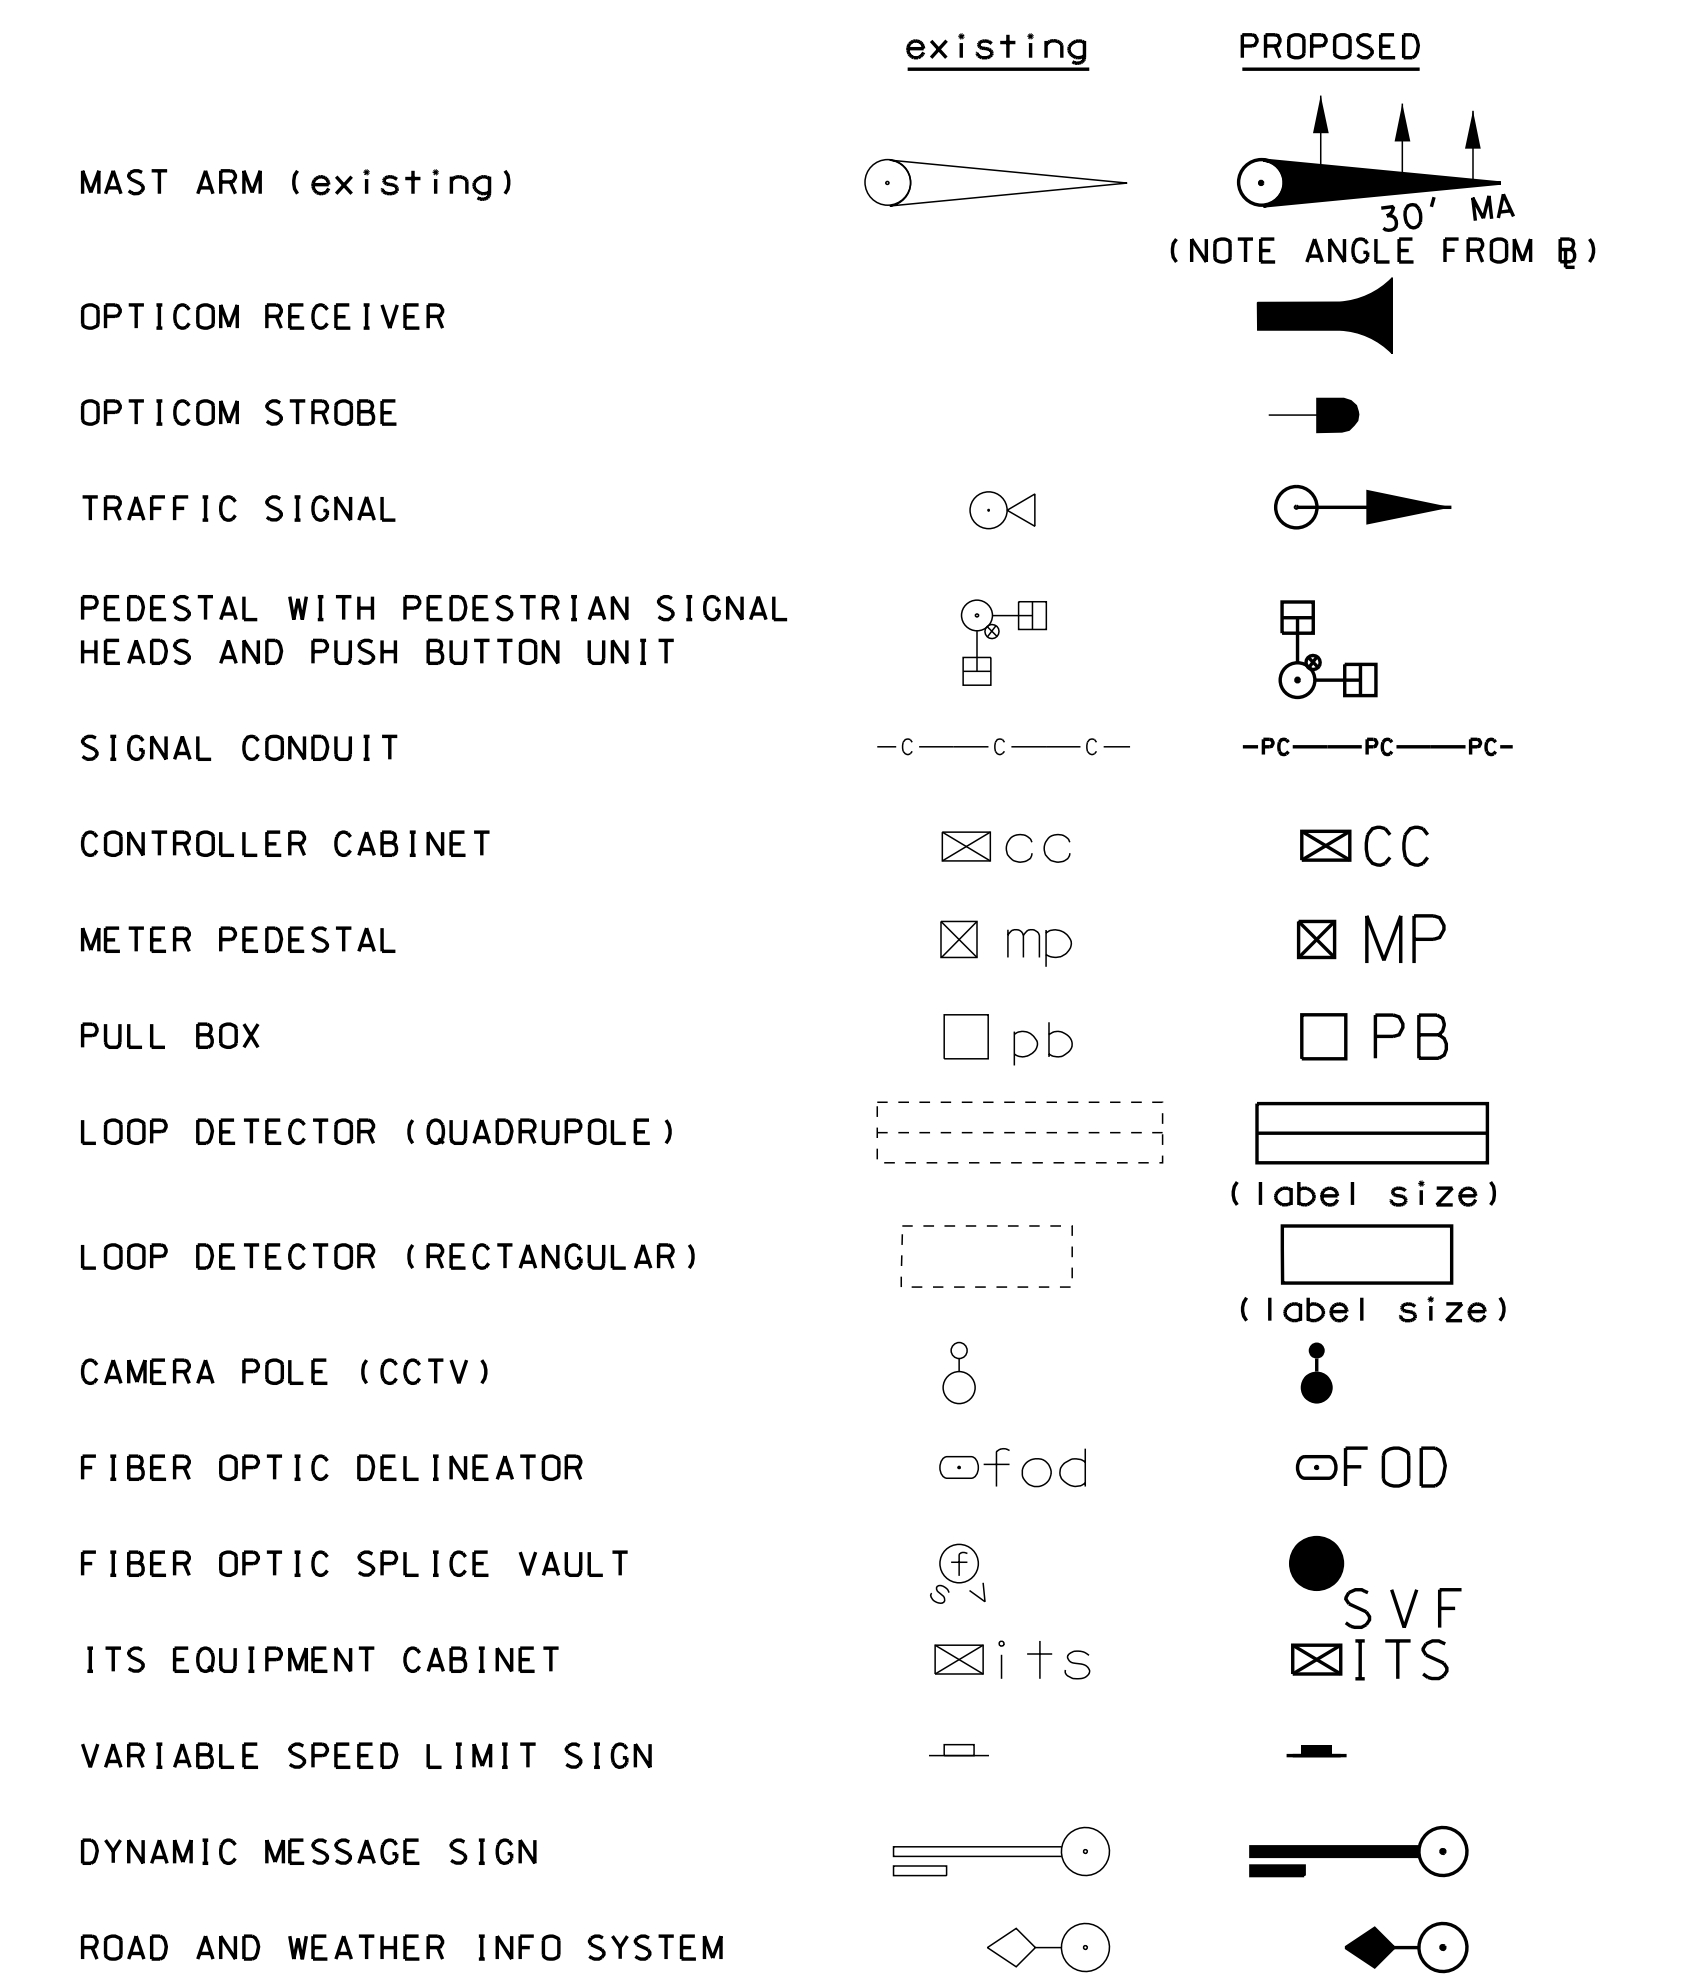 existing PROPOSED
MAST ARM (existing)
30' MA
(NOTE ANGLE FROM BL)
OPTICOM RECEIVER
OPTICOM STROBE
TRAFFIC SIGNAL
PEDESTAL WITH PEDESTRIAN SIGNAL
HEADS AND PUSH BUTTON UNIT
SIGNAL CONDUIT C C C PC PC PC
CONTROLLER CABINET cc CC
METER PEDESTAL mp MP
PULL BOX pb PB
LOOP DETECTOR (QUADRUPOLE)
(label size)
LOOP DETECTOR (RECTANGULAR)
(label size)
CAMERA POLE (CCTV)
FIBER OPTIC DELINEATOR fod FOD
FIBER OPTIC SPLICE VAULT f
s v SVF
ITS EQUIPMENT CABINET its ITS
VARIABLE SPEED LIMIT SIGN
DYNAMIC MESSAGE SIGN
ROAD AND WEATHER INFO SYSTEM